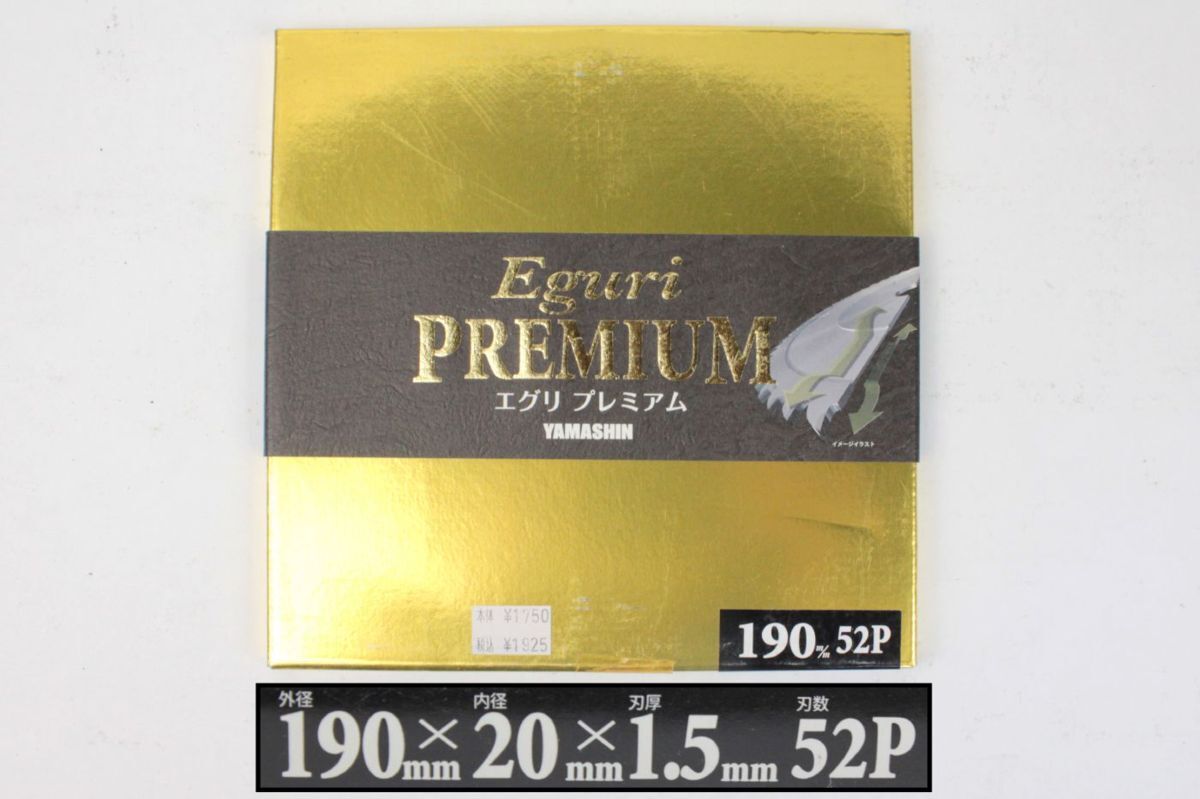 Eguri
PREMIUM
エグリ プレミアム
YAMASHIN
イメージイラスト
本体 ¥1750
税込 ¥1925
190m/m 52P
外径 内径 刃厚 刃数
190mm×20mm×1.5mm 52P